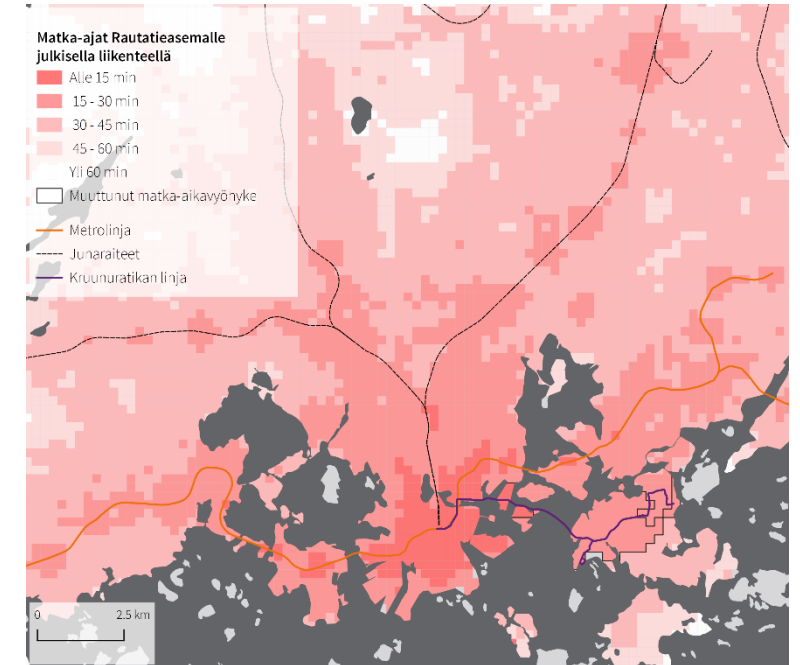 Matka-ajat Rautatieasemalle
julkisella liikenteellä
Alle 15 min
15 - 30 min
30 - 45 min
45 - 60 min
Yli 60 min
Muuttunut matka-aikavyöhyke
Metrolinja
Junaraiteet
Kruunuratikan linja
0 2.5 km